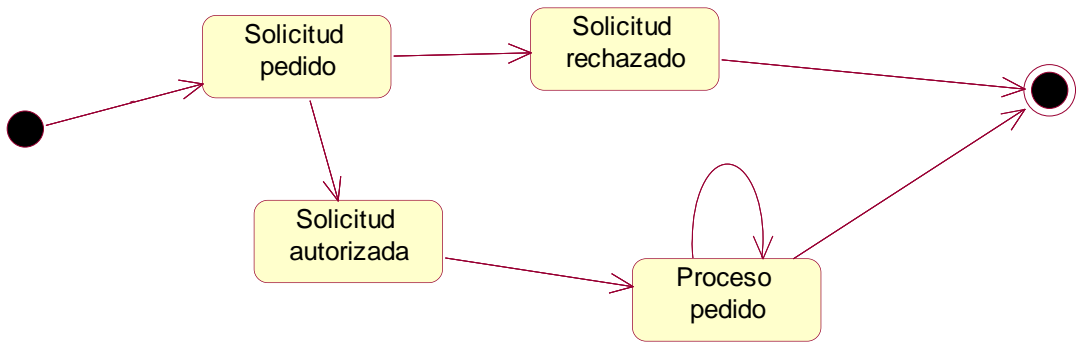 Solicitud
pedido
Solicitud
rechazado
Solicitud
autorizada
Proceso
pedido